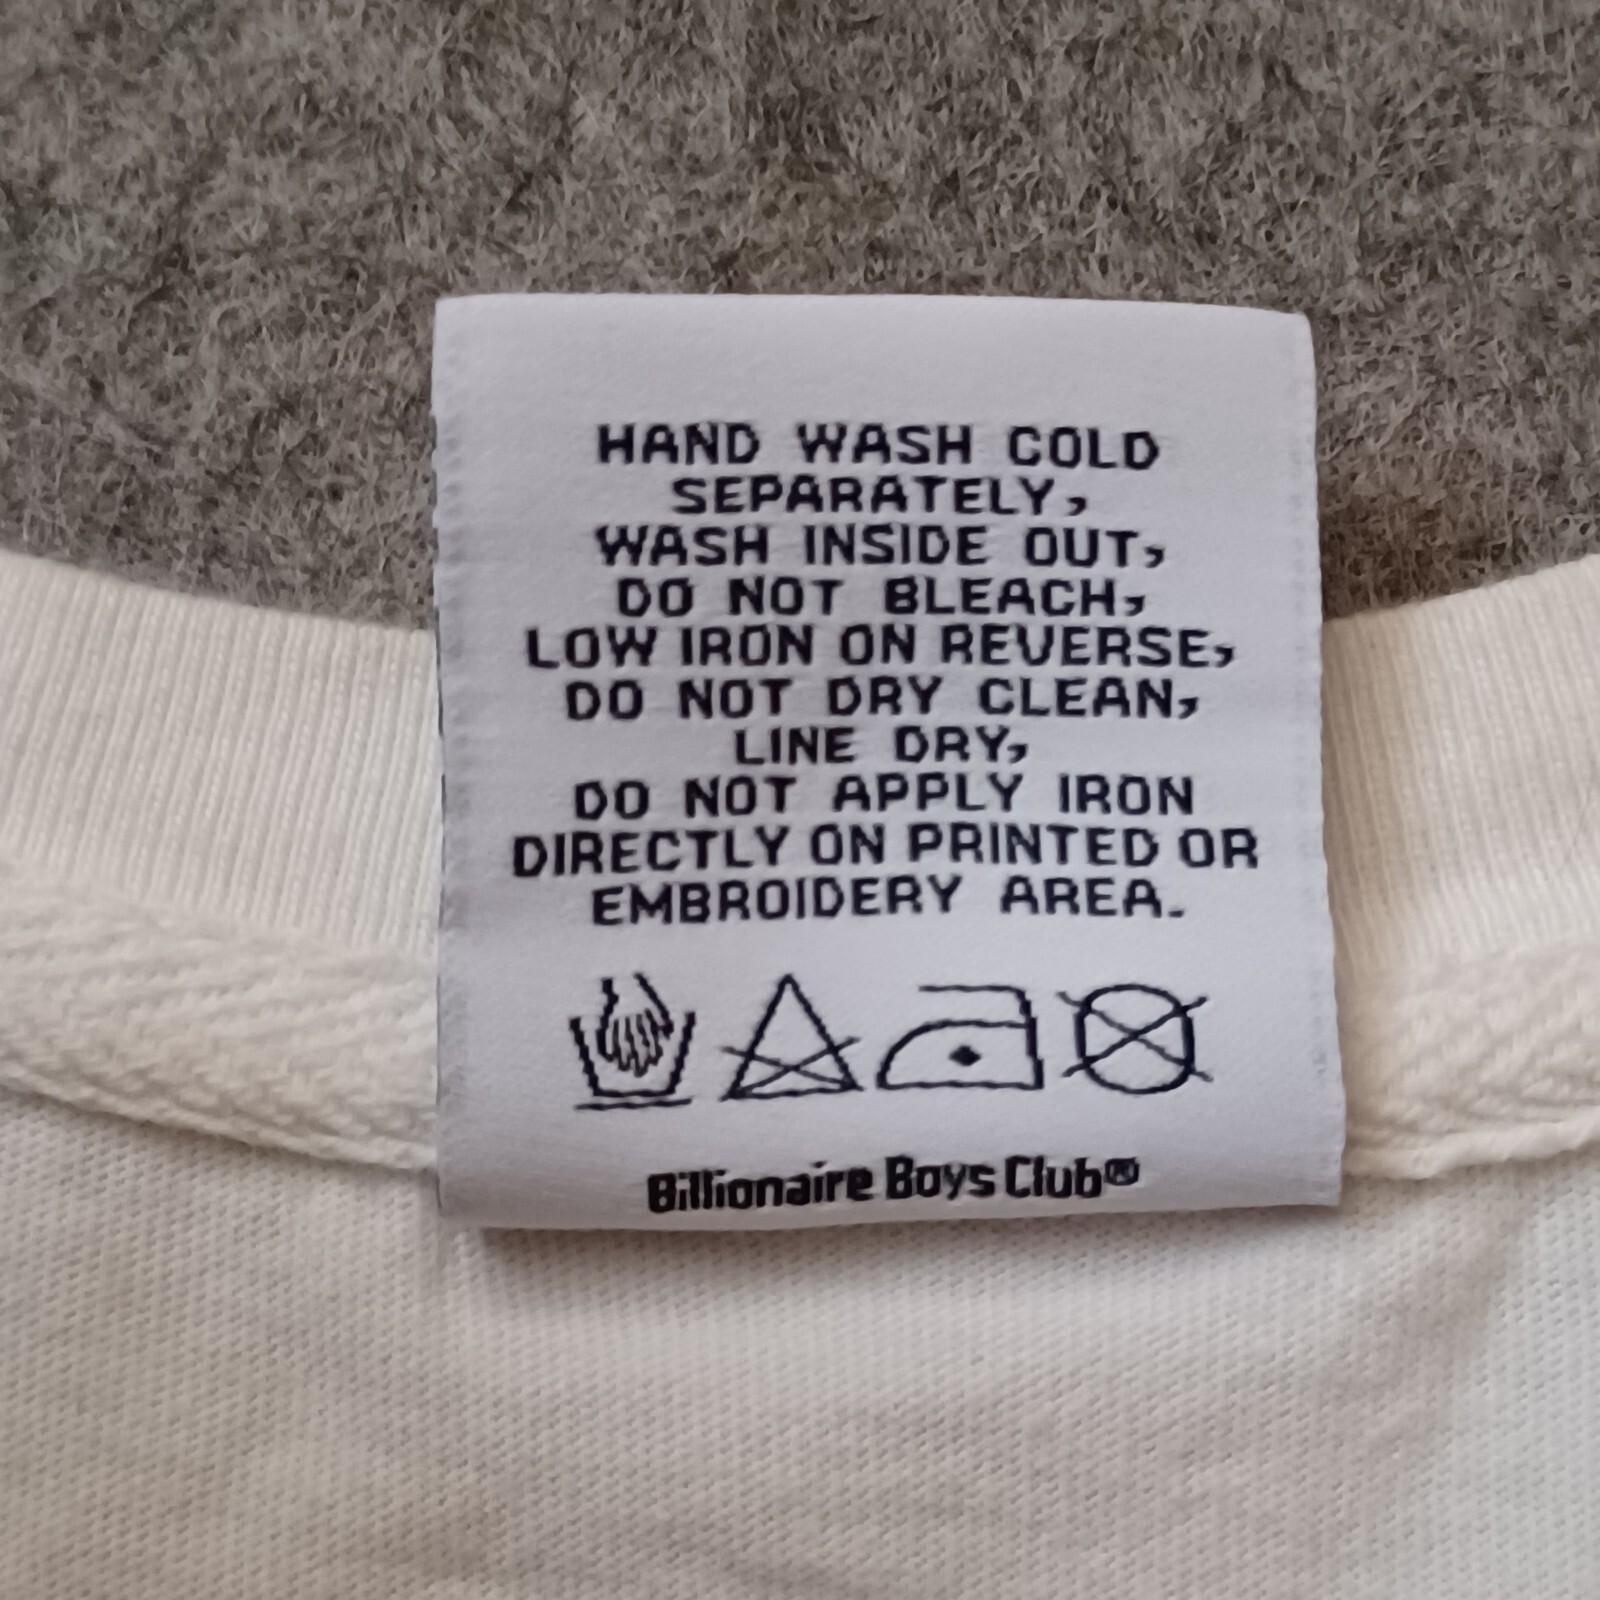 HAND WASH COLD
SEPARATELY,
WASH INSIDE OUT,
DO NOT BLEACH,
LOW IRON ON REVERSE,
DO NOT DRY CLEAN,
LINE DRY,
DO NOT APPLY IRON
DIRECTLY ON PRINTED OR
EMBROIDERY AREA.
Billionaire Boys Club®